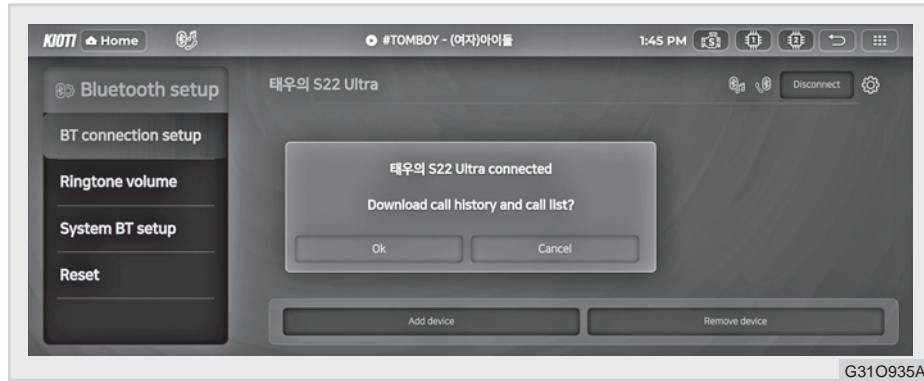 KIOTI Home #TOMBOY - (여자)아이들 1:45 PM S 1 2
Bluetooth setup
태우의 S22 Ultra Disconnect
BT connection setup
Ringtone volume
System BT setup
Reset
태우의 S22 Ultra connected
Download call history and call list?
Ok Cancel
Add device Remove device
G31O935A